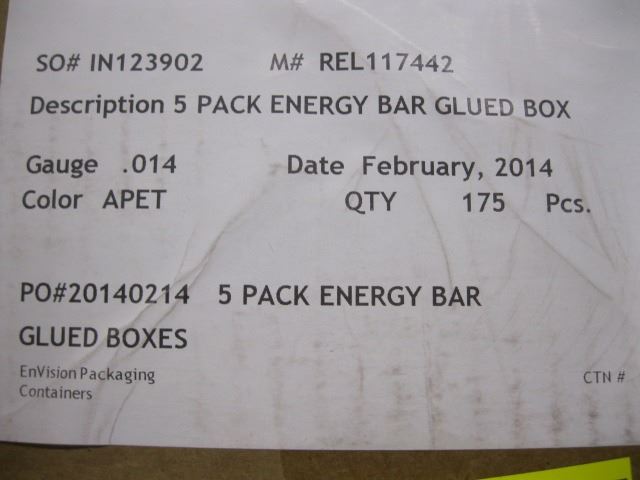 SO# IN123902 M# REL117442
Description 5 PACK ENERGY BAR GLUED BOX
Gauge .014 Date February, 2014
Color APET QTY 175 Pcs.
PO#20140214 5 PACK ENERGY BAR
GLUED BOXES
EnVision Packaging
Containers
CTN #